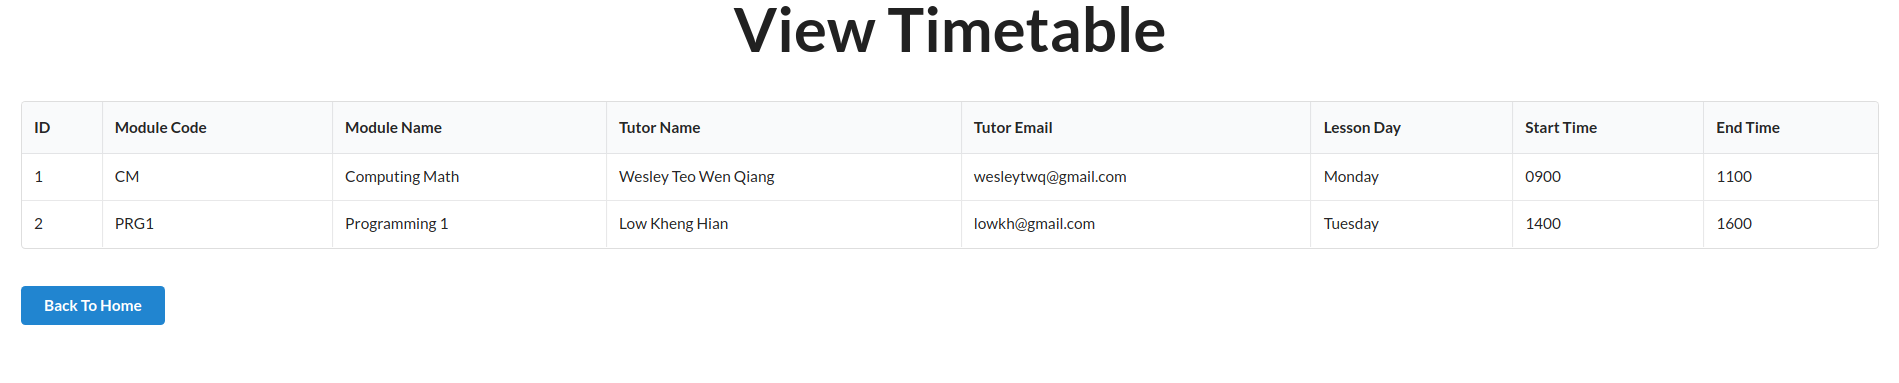 View Timetable
ID Module Code Module Name Tutor Name Tutor Email Lesson Day Start Time End Time
1 CM Computing Math Wesley Teo Wen Qiang wesleytwq@gmail.com Monday 0900 1100
2 PRG1 Programming 1 Low Kheng Hian lowkh@gmail.com Tuesday 1400 1600
Back To Home